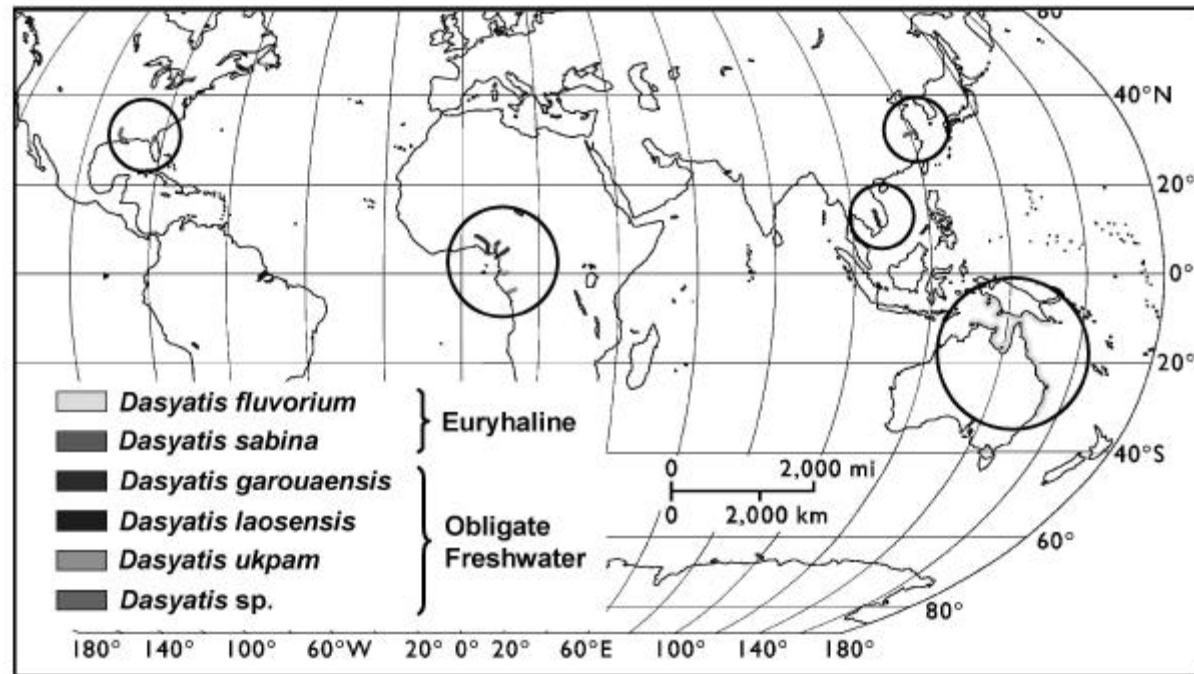 60°
40°N
20°
0°
20°
40°S
60°
80°
Dasyatis fluvorium
Dasyatis sabina
Dasyatis garouaensis
Dasyatis laosensis
Dasyatis ukpam
Dasyatis sp.
Euryhaline
Obligate
Freshwater
0 2,000 mi
0 2,000 km
180° 140° 100° 60°W 20° 0° 20° 60°E 100° 140° 180°